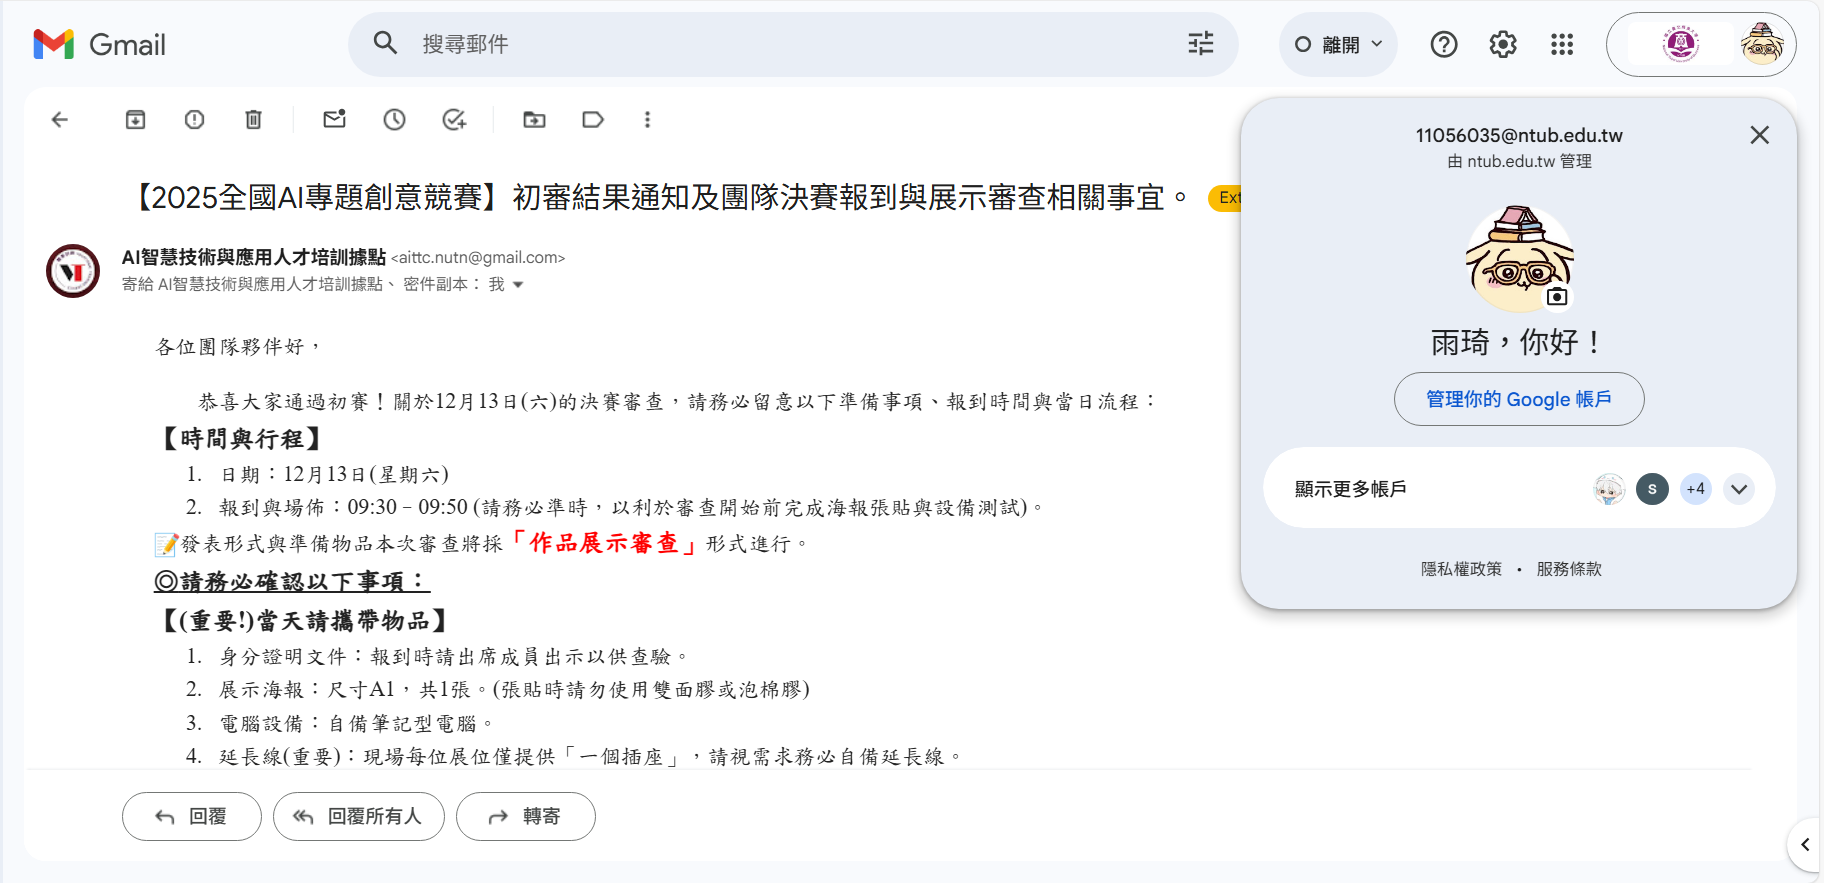 Gmail
搜尋郵件
離開
【2025全國AI專題創意競賽】初審結果通知及團隊決賽報到與展示審查相關事宜。
Ext
AI智慧技術與應用人才培訓據點 <aittc.nutn@gmail.com>
寄給 AI智慧技術與應用人才培訓據點、 密件副本： 我
各位團隊夥伴好，
恭喜大家通過初賽！關於12月13日(六)的決賽審查，請務必留意以下準備事項、報到時間與當日流程：
【時間與行程】
1. 日期：12月13日(星期六)
2. 報到與場佈：09:30 – 09:50 (請務必準時，以利於審查開始前完成海報張貼與設備測試)。
📝發表形式與準備物品本次審查將採「作品展示審查」形式進行。
◎請務必確認以下事項：
【(重要!)當天請攜帶物品】
1. 身分證明文件：報到時請出席成員出示以供查驗。
2. 展示海報：尺寸A1，共1張。(張貼時請勿使用雙面膠或泡棉膠)
3. 電腦設備：自備筆記型電腦。
4. 延長線(重要)：現場每位展位僅提供「一個插座」，請視需求務必自備延長線。
回覆
回覆所有人
轉寄
11056035@ntub.edu.tw
由 ntub.edu.tw 管理
雨琦，你好！
管理你的 Google 帳戶
顯示更多帳戶
s
+4
隱私權政策 • 服務條款